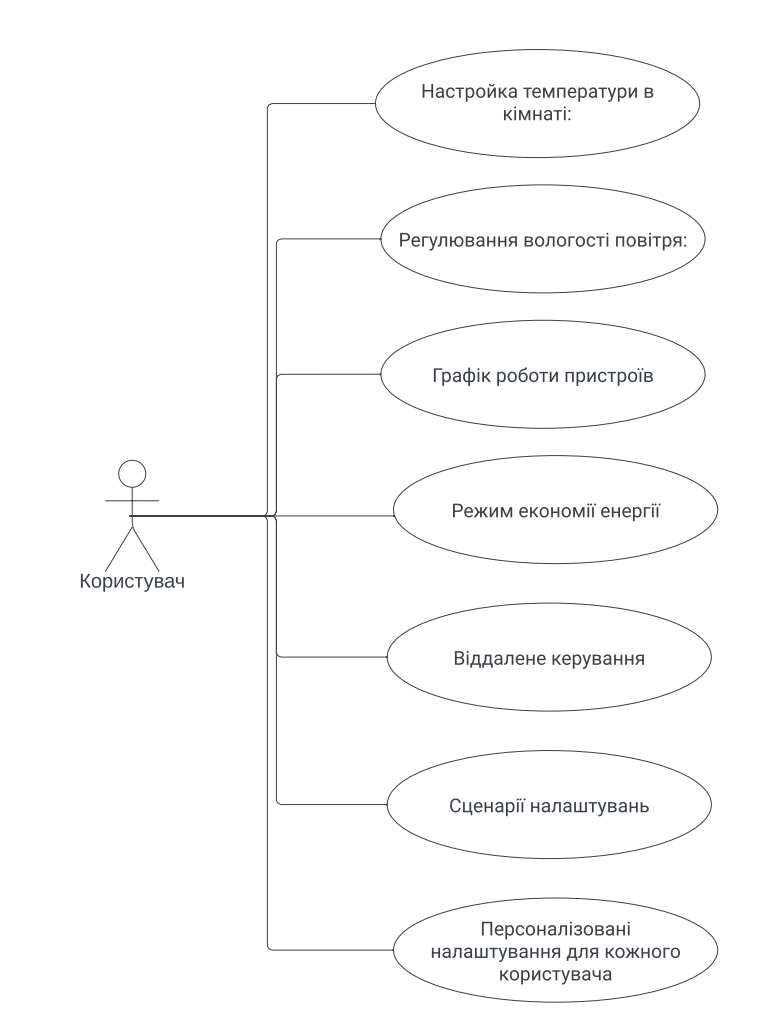 Настройка температури в
кімнаті:
Регулювання вологості повітря:
Графік роботи пристроїв
Режим економії енергії
Користувач
Віддалене керування
Сценарії налаштувань
Персоналізовані
налаштування для кожного
користувача